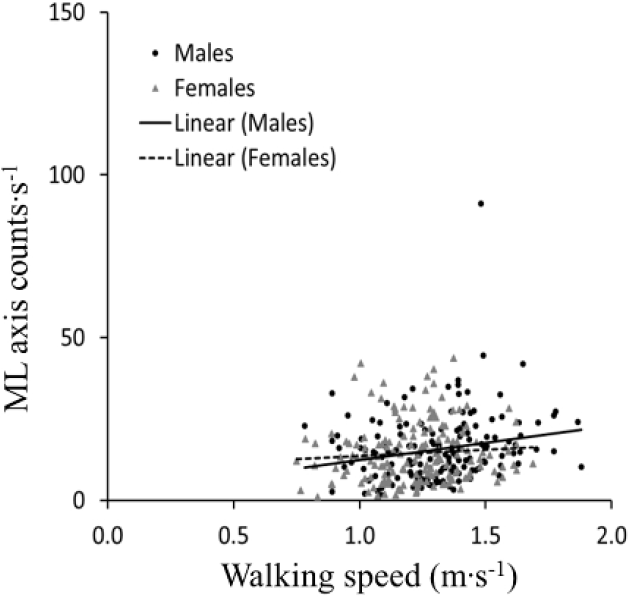 150
Males
Females
Linear (Males)
Linear (Females)
100
ML axis counts·s⁻¹
50
0
0.0 0.5 1.0 1.5 2.0
Walking speed (m·s⁻¹)